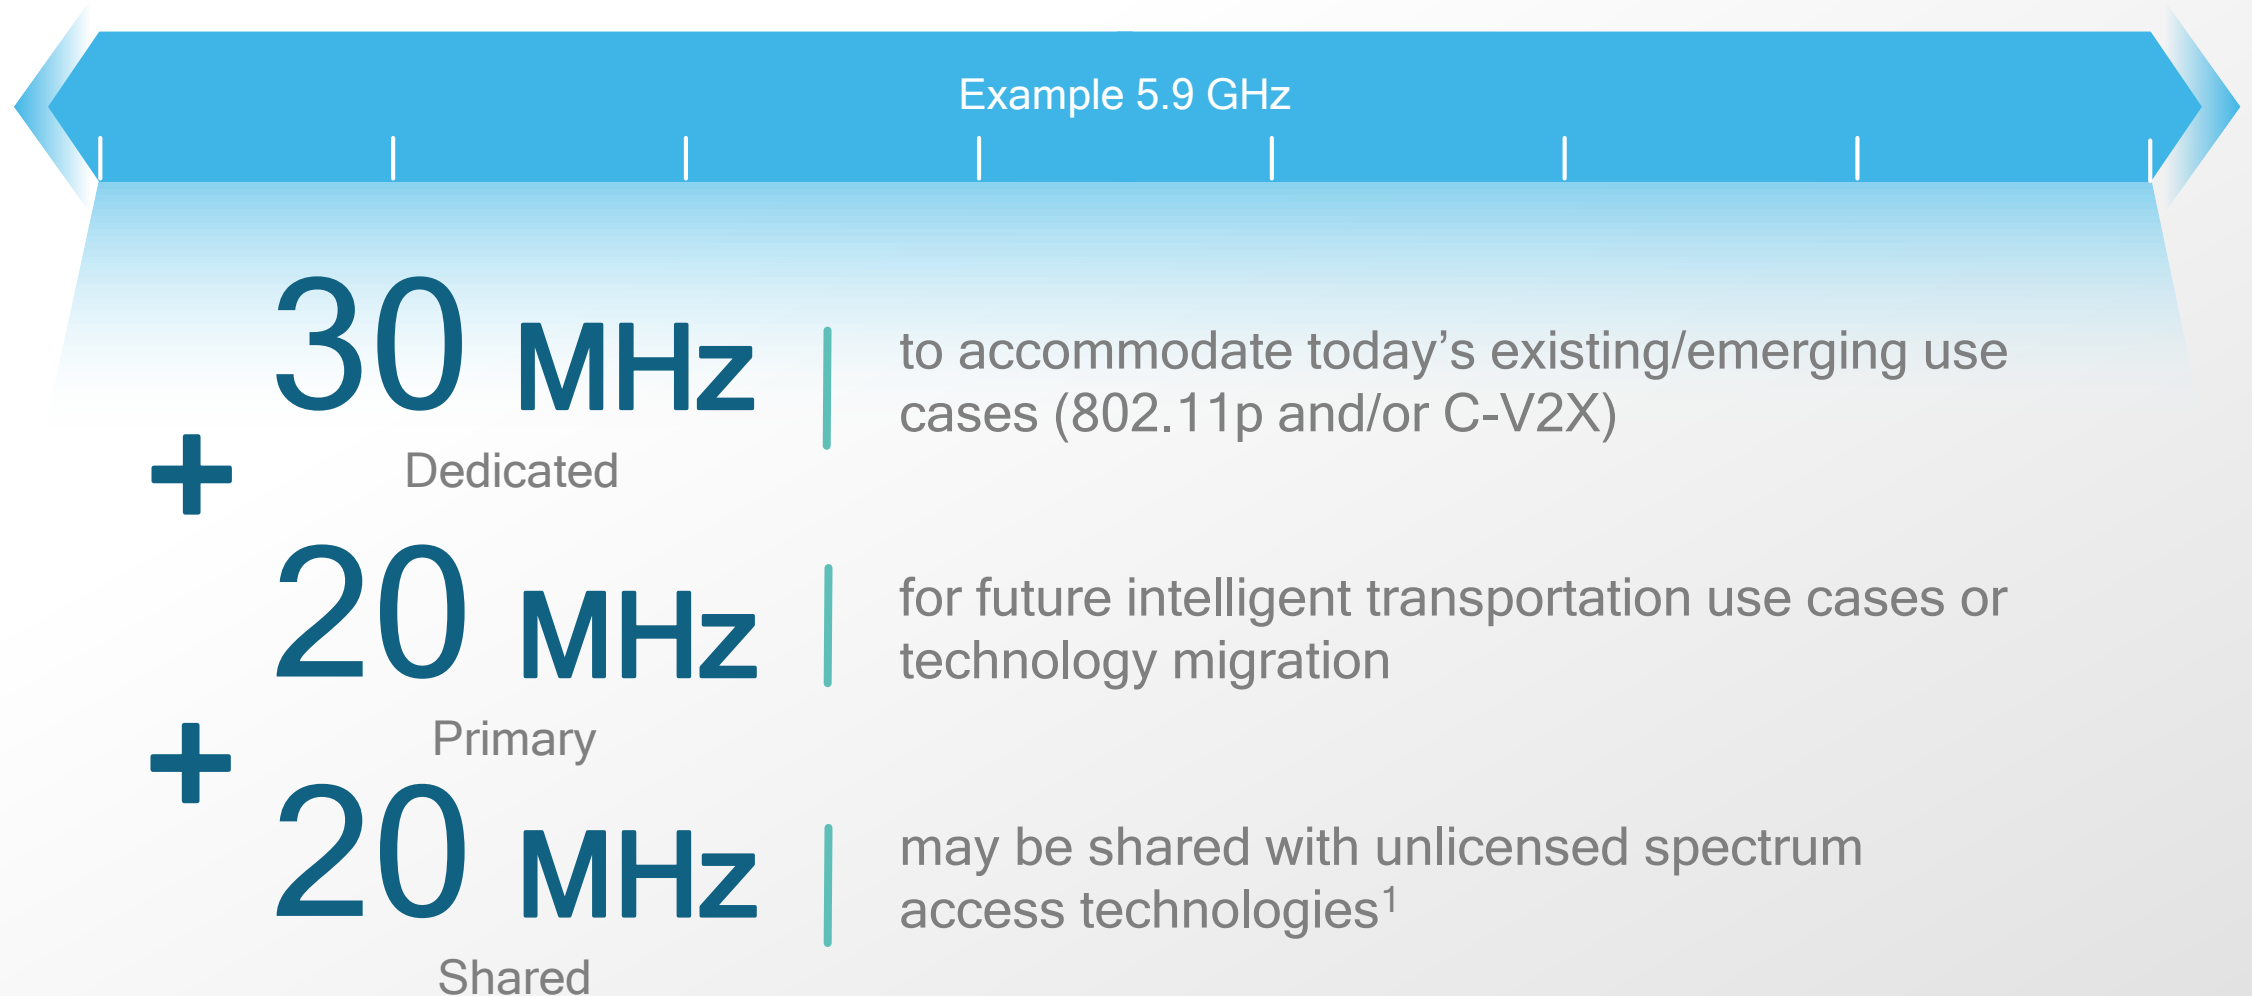 Example 5.9 GHz
30 MHz
Dedicated
to accommodate today’s existing/emerging use
cases (802.11p and/or C-V2X)
+
20 MHz
Primary
for future intelligent transportation use cases or
technology migration
+
20 MHz
Shared
may be shared with unlicensed spectrum
access technologies¹